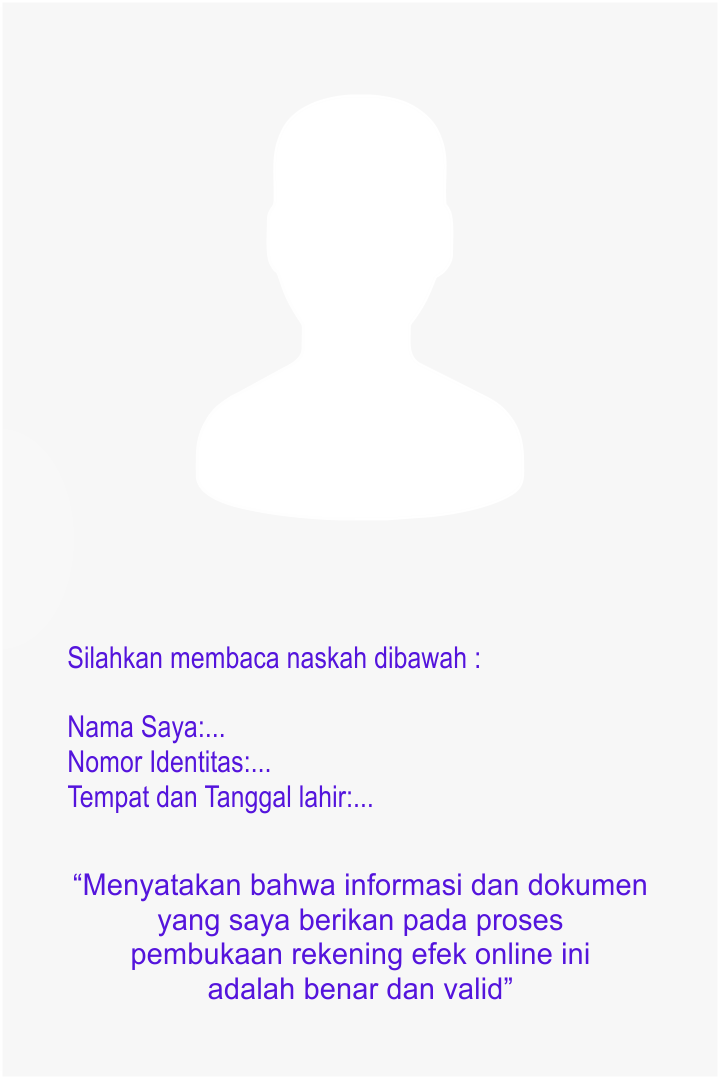 Silahkan membaca naskah dibawah :
Nama Saya:...
Nomor Identitas:...
Tempat dan Tanggal lahir:...
“Menyatakan bahwa informasi dan dokumen
yang saya berikan pada proses
pembukaan rekening efek online ini
adalah benar dan valid”